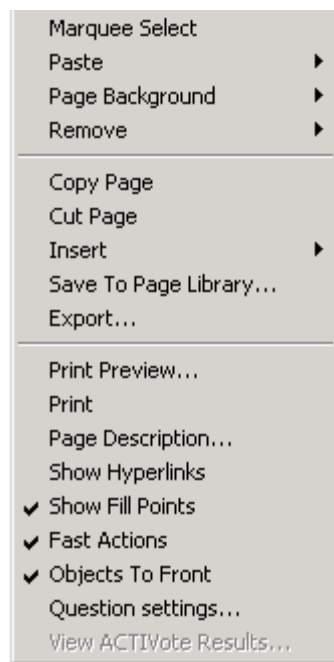 Marquee Select
Paste
Page Background
Remove
Copy Page
Cut Page
Insert
Save To Page Library...
Export...
Print Preview...
Print
Page Description...
Show Hyperlinks
Show Fill Points
Fast Actions
Objects To Front
Question settings...
View ACTIVote Results...